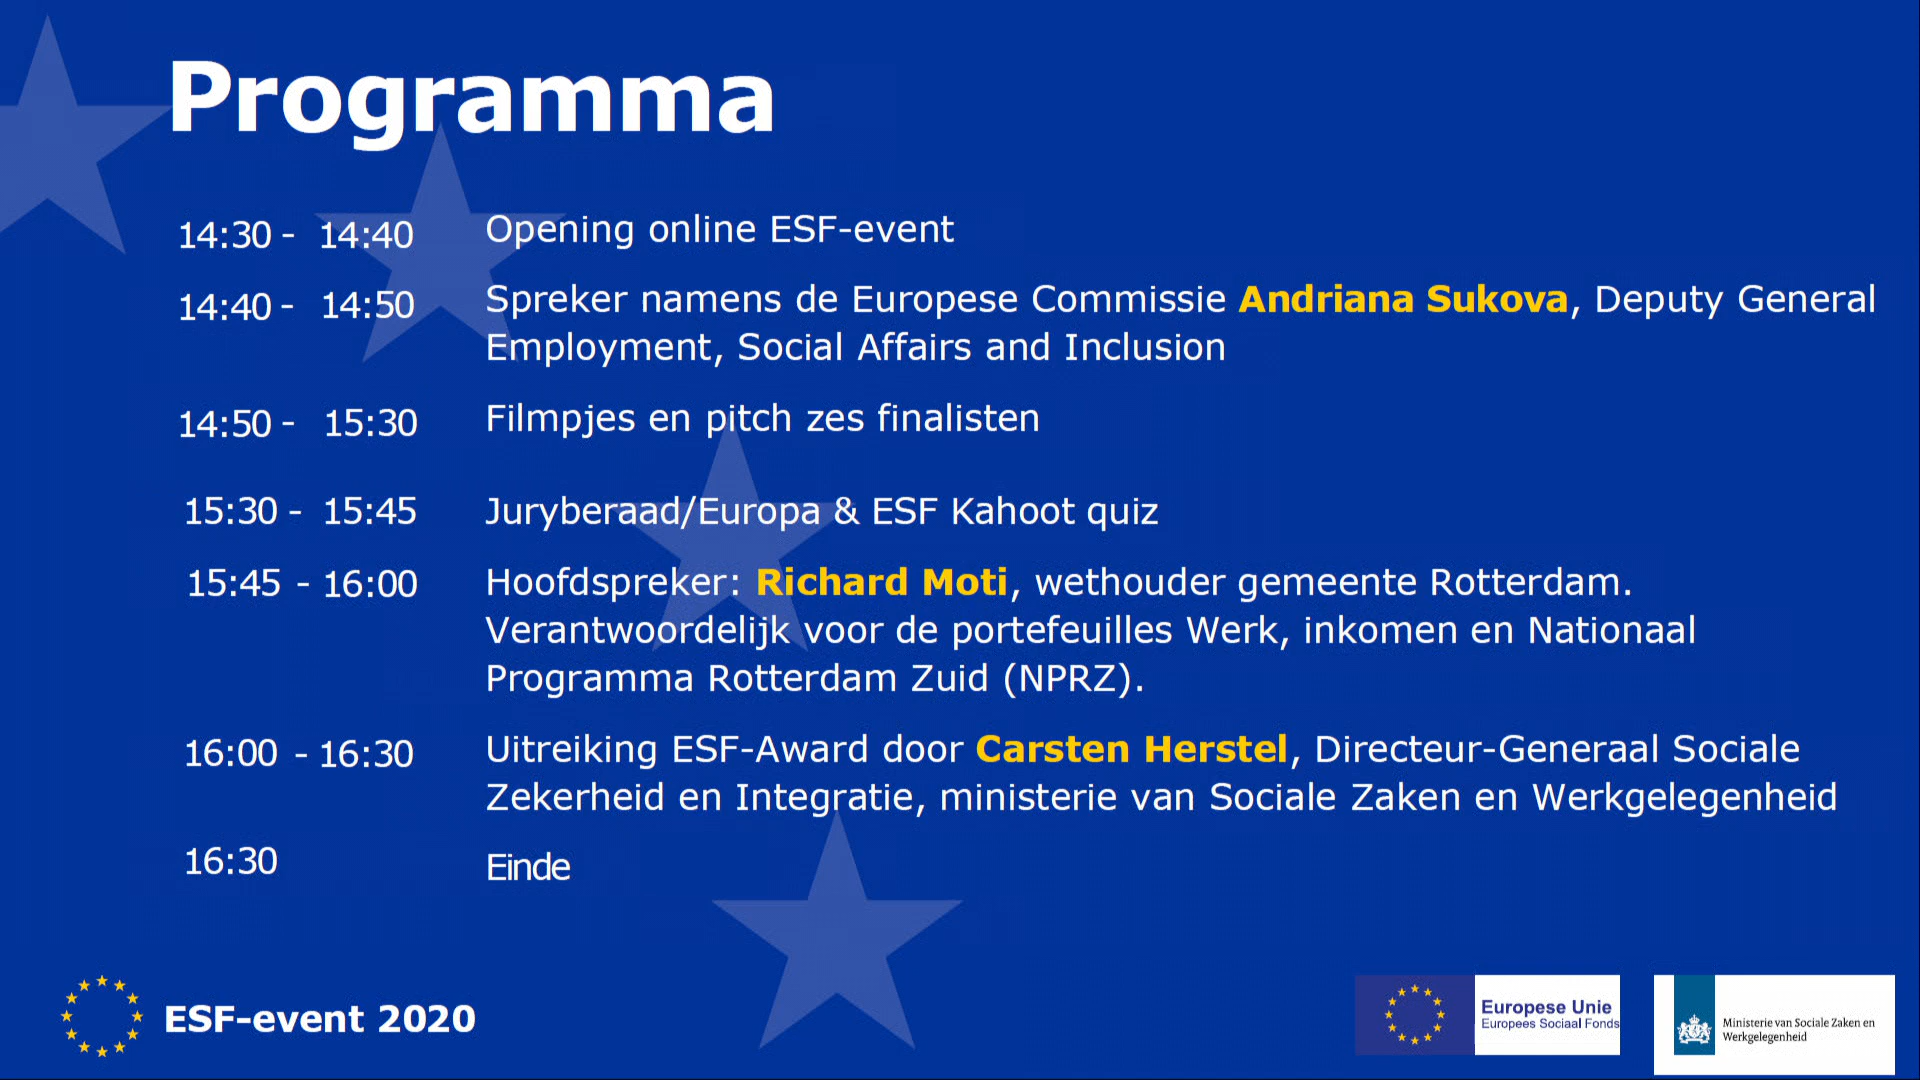 Programma
14:30 - 14:40 Opening online ESF-event
14:40 - 14:50 Spreker namens de Europese Commissie Andriana Sukova, Deputy General
Employment, Social Affairs and Inclusion
14:50 - 15:30 Filmpjes en pitch zes finalisten
15:30 - 15:45 Juryberaad/Europa & ESF Kahoot quiz
15:45 - 16:00 Hoofdspreker: Richard Moti, wethouder gemeente Rotterdam.
Verantwoordelijk voor de portefeuilles Werk, inkomen en Nationaal
Programma Rotterdam Zuid (NPRZ).
16:00 - 16:30 Uitreiking ESF-Award door Carsten Herstel, Directeur-Generaal Sociale
Zekerheid en Integratie, ministerie van Sociale Zaken en Werkgelegenheid
16:30 Einde
ESF-event 2020
Europese Unie
Europees Sociaal Fonds
Ministerie van Sociale Zaken en
Werkgelegenheid